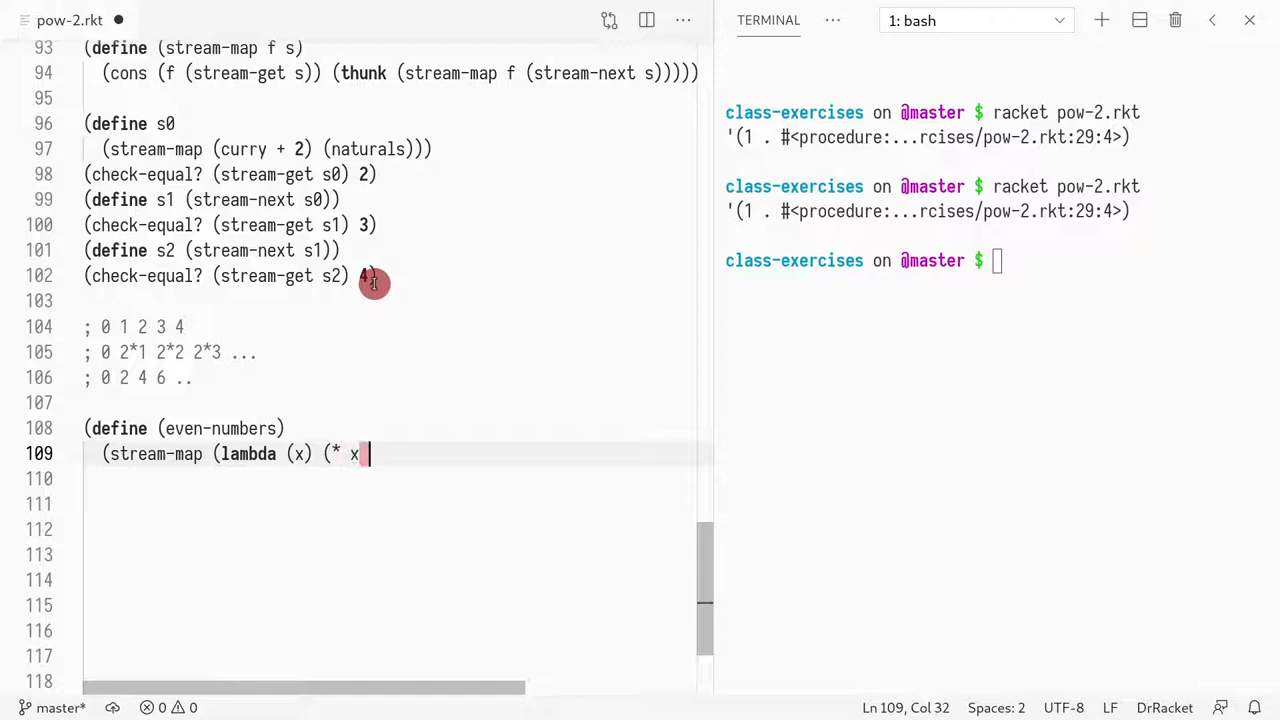 pow-2.rkt
93 (define (stream-map f s)
94 (cons (f (stream-get s)) (thunk (stream-map f (stream-next s)))))
95
96 (define s0
97 (stream-map (curry + 2) (naturals)))
98 (check-equal? (stream-get s0) 2)
99 (define s1 (stream-next s0))
100 (check-equal? (stream-get s1) 3)
101 (define s2 (stream-next s1))
102 (check-equal? (stream-get s2) 4)
103
104 ; 0 1 2 3 4
105 ; 0 2*1 2*2 2*3 ...
106 ; 0 2 4 6 ..
107
108 (define (even-numbers)
109 (stream-map (lambda (x) (* x
110
111
112
113
114
115
116
117
118
TERMINAL
1: bash
class-exercises on @master $ racket pow-2.rkt
'(1 . #<procedure:...rcises/pow-2.rkt:29:4>)
class-exercises on @master $ racket pow-2.rkt
'(1 . #<procedure:...rcises/pow-2.rkt:29:4>)
class-exercises on @master $
master* 0 0 Ln 109, Col 32 Spaces: 2 UTF-8 LF DrRacket